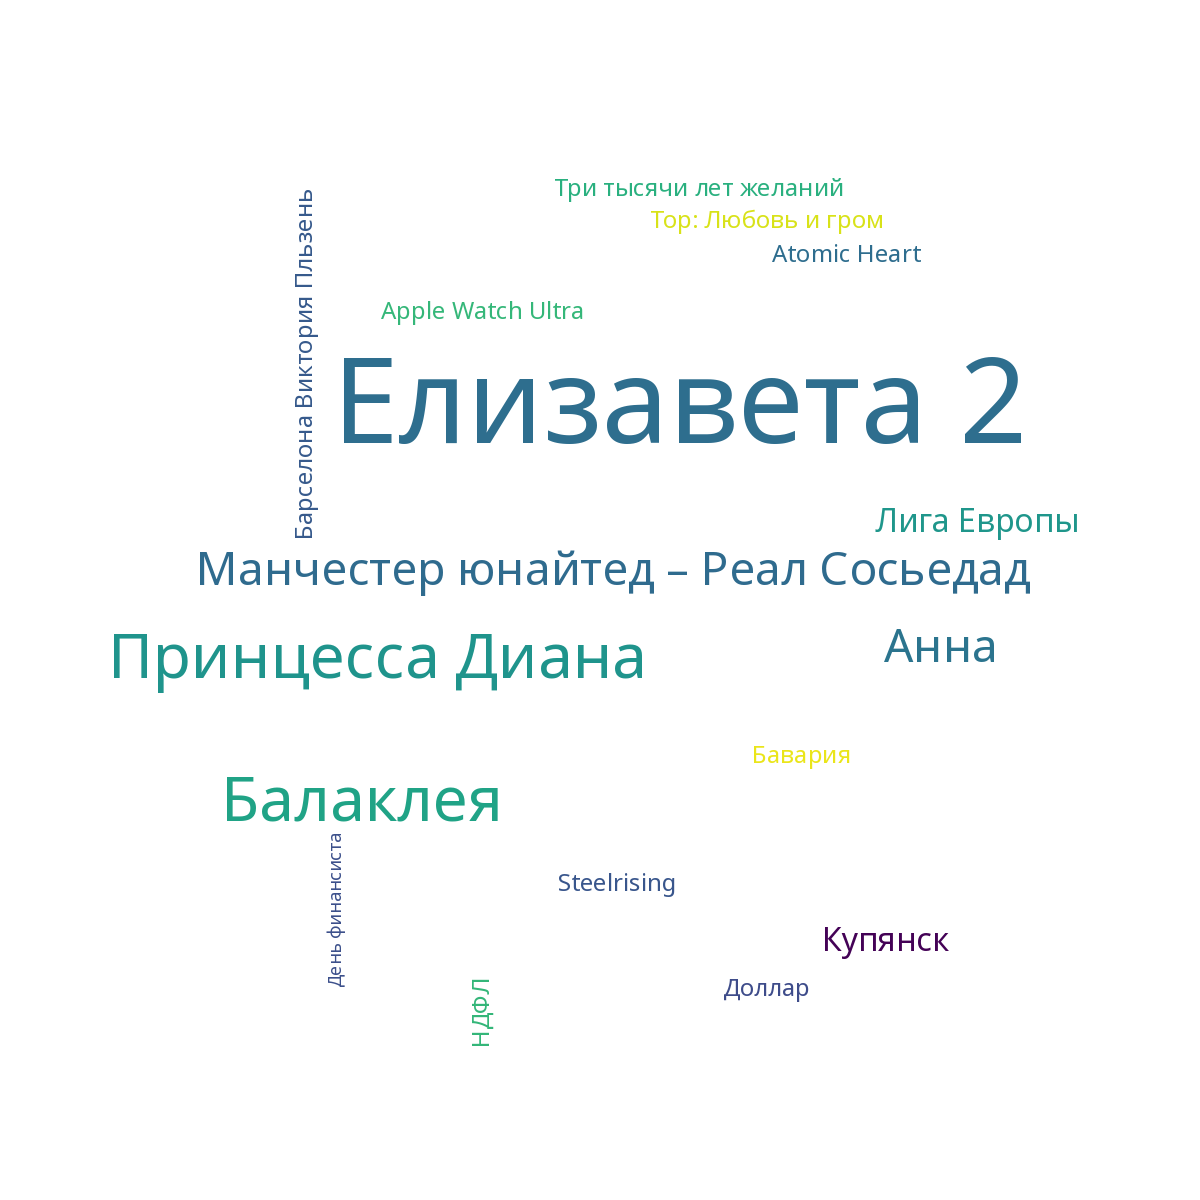 Три тысячи лет желаний
Тор: Любовь и гром
Atomic Heart
Барселона Виктория Пльзень
Apple Watch Ultra
Елизавета 2
Лига Европы
Манчестер юнайтед – Реал Сосьедад
Принцесса Диана
Анна
Бавария
Балаклея
День финансиста
Steelrising
Купянск
НДФЛ
Доллар